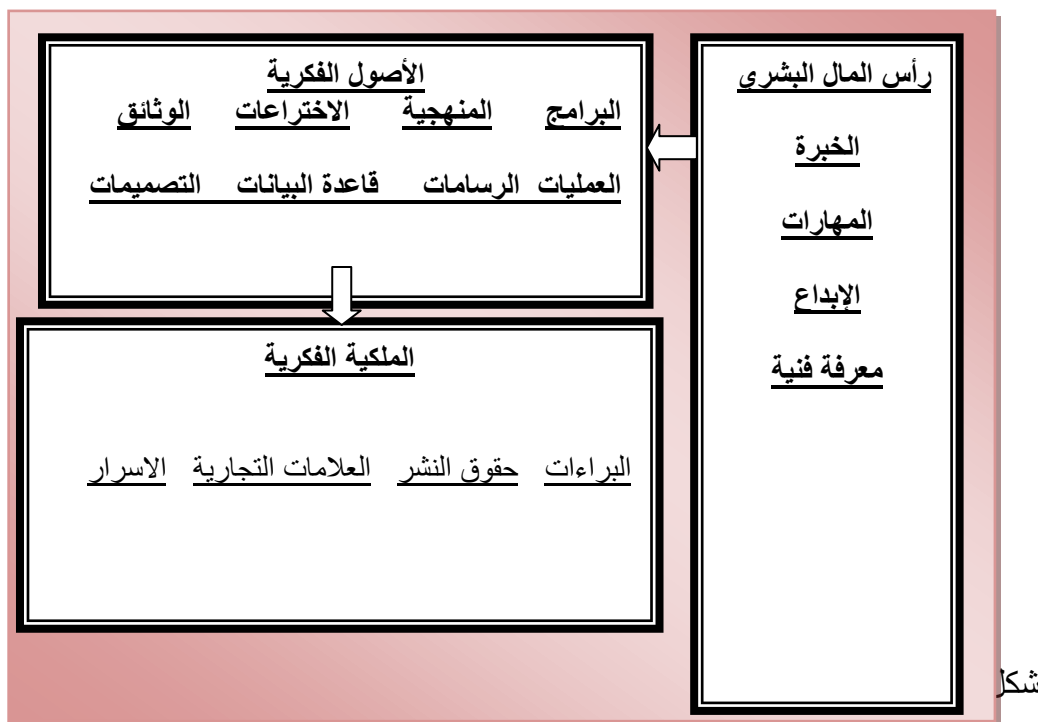 رأس المال البشري
الخبرة
المهارات
الإبداع
معرفة فنية
الأصول الفكرية
البرامج المنهجية الاختراعات الوثائق
العمليات الرسامات قاعدة البيانات التصميمات
الملكية الفكرية
البراءات حقوق النشر العلامات التجارية الاسرار
شكل